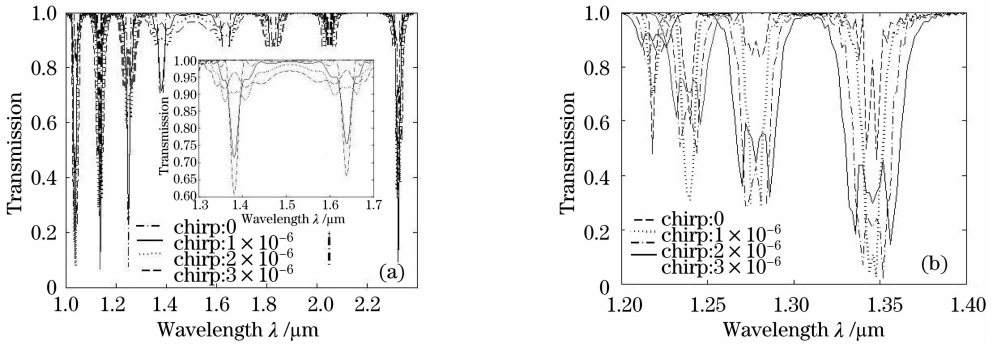 1.0
0.8
0.6
0.4
0.2
0
Transmission
1.0 1.2 1.4 1.6 1.8 2.0 2.2
Wavelength λ /µm
1.00
0.95
0.90
0.85
0.80
0.75
0.70
0.65
0.60
Transmission
1.3 1.4 1.5 1.6 1.7
Wavelength λ /µm
chirp:0
chirp:1 × 10⁻⁶
chirp:2 × 10⁻⁶
chirp:3 × 10⁻⁶
(a)
1.0
0.8
0.6
0.4
0.2
0
Transmission
1.20 1.25 1.30 1.35 1.40
Wavelength λ /µm
chirp:0
chirp:1 × 10⁻⁶
chirp:2 × 10⁻⁶
chirp:3 × 10⁻⁶
(b)